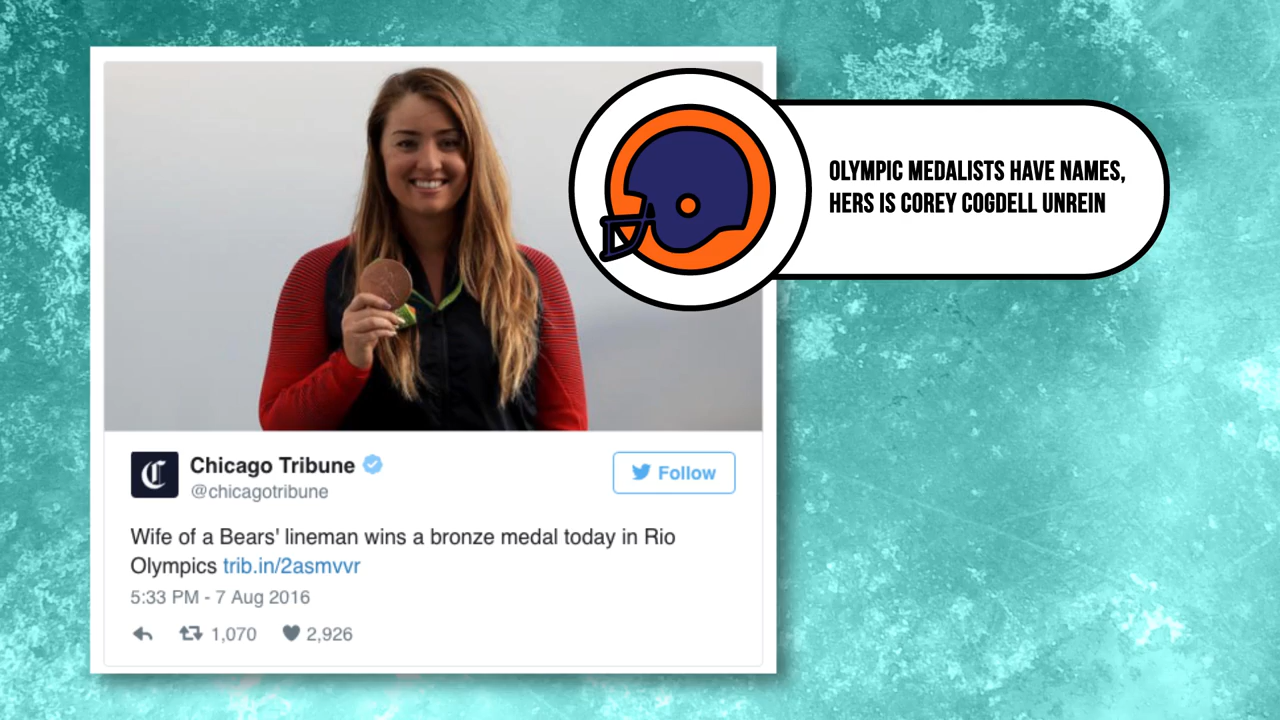 OLYMPIC MEDALISTS HAVE NAMES,
HERS IS COREY COGDELL UNREIN
C
Chicago Tribune
@chicagotribune
Follow
Wife of a Bears' lineman wins a bronze medal today in Rio
Olympics trib.in/2asmvvr
5:33 PM - 7 Aug 2016
1,070 2,926